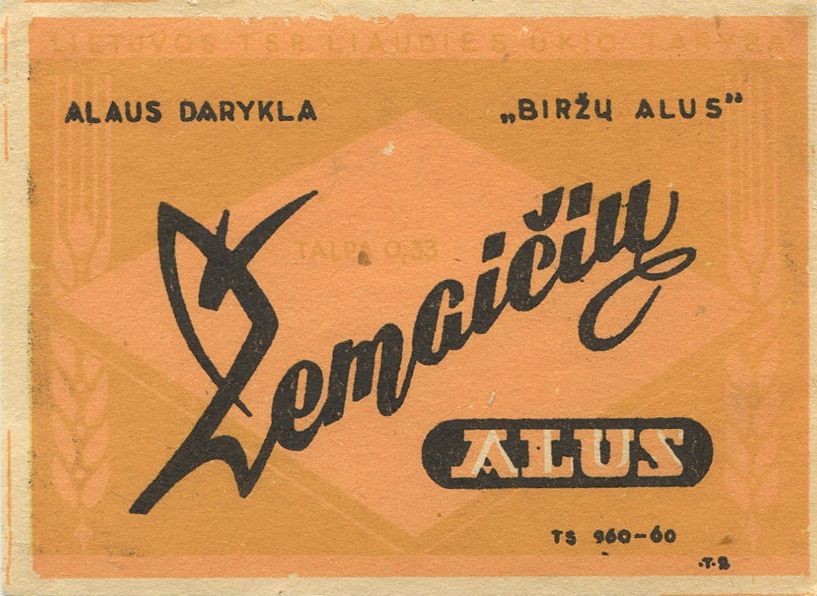 LIETUVOS TSR LIAUDIES ŪKIO TARYBA
ALAUS DARYKLA „BIRŽŲ ALUS”
TALPA 0,33
Žemaičių
ALUS
TS 960-60